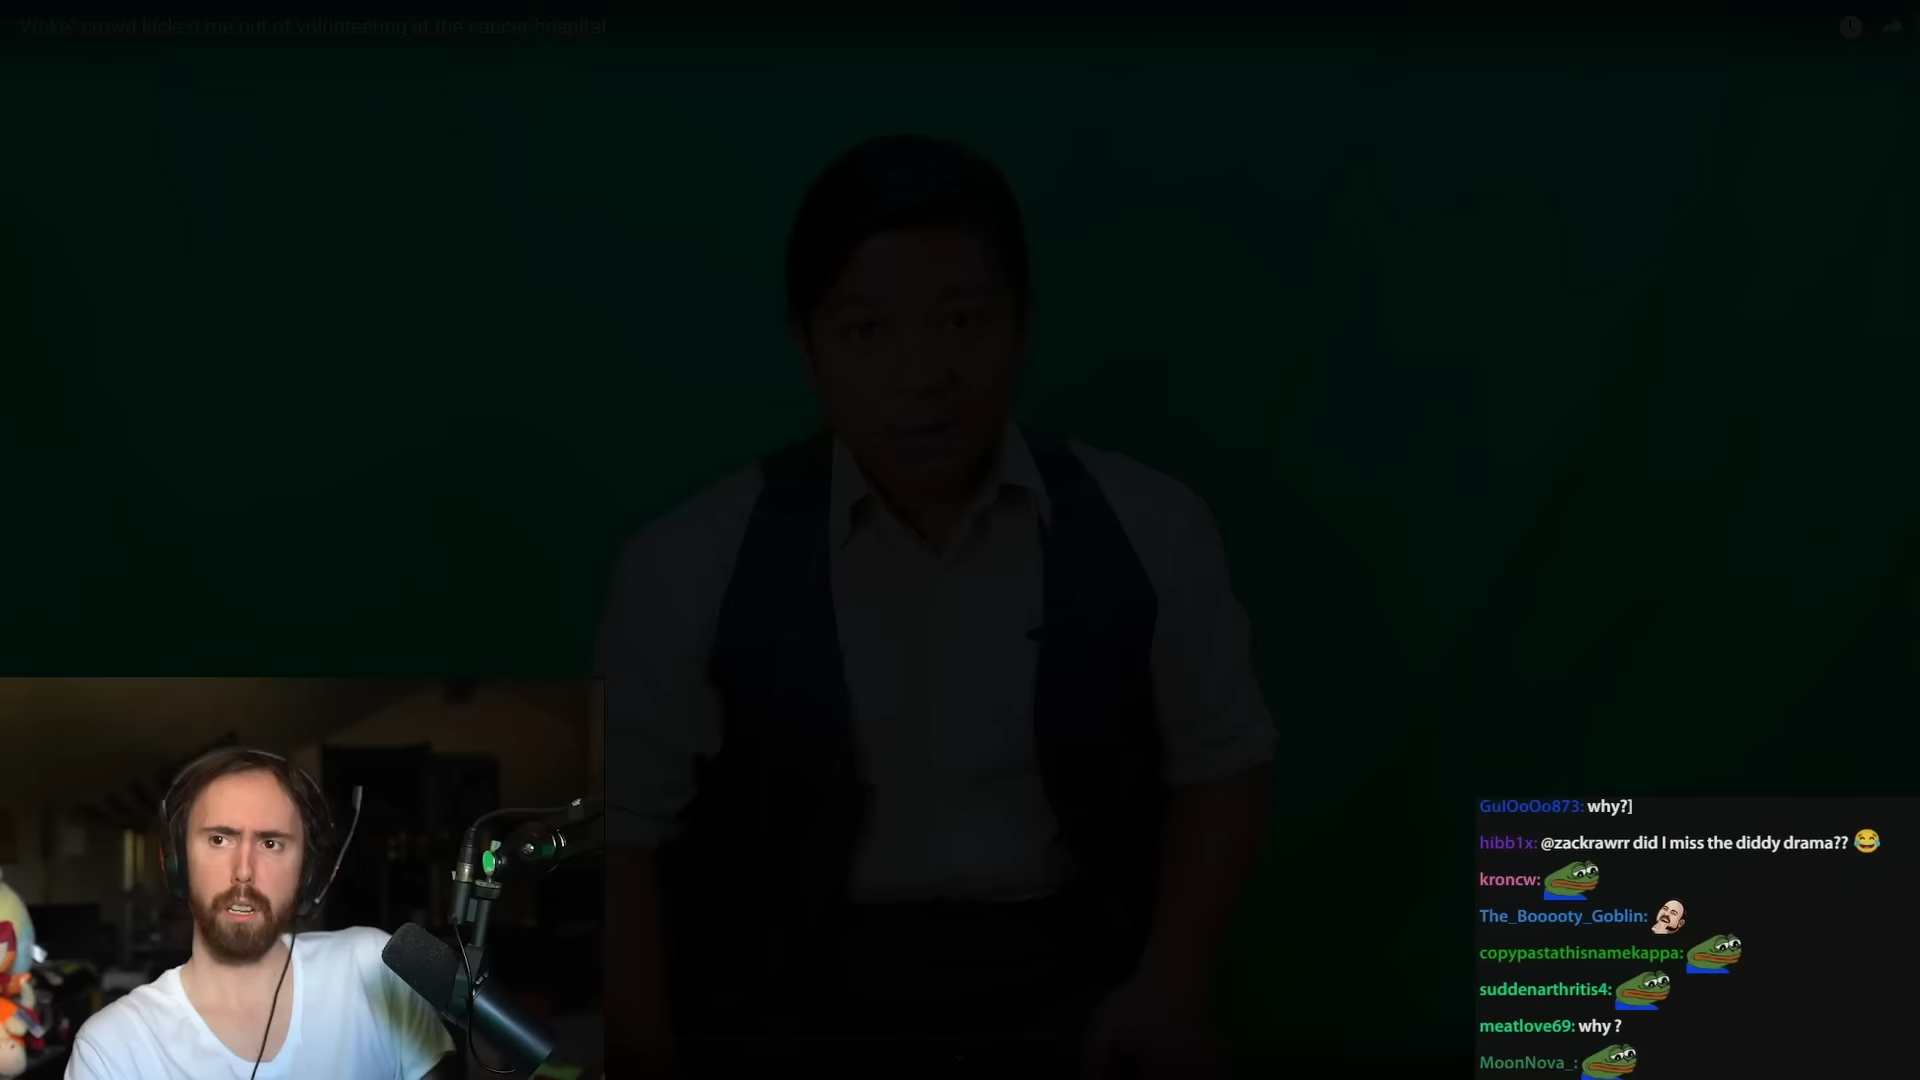 "Woke" crowd kicked me out of volunteering at the cancer hospital
GulOoOo873: why?]
hibb1x: @zackrawrr did I miss the diddy drama??
kroncw:
The_Booooty_Goblin:
copypastathisnamekappa:
suddenarthritis4:
meatlove69: why ?
MoonNova_: